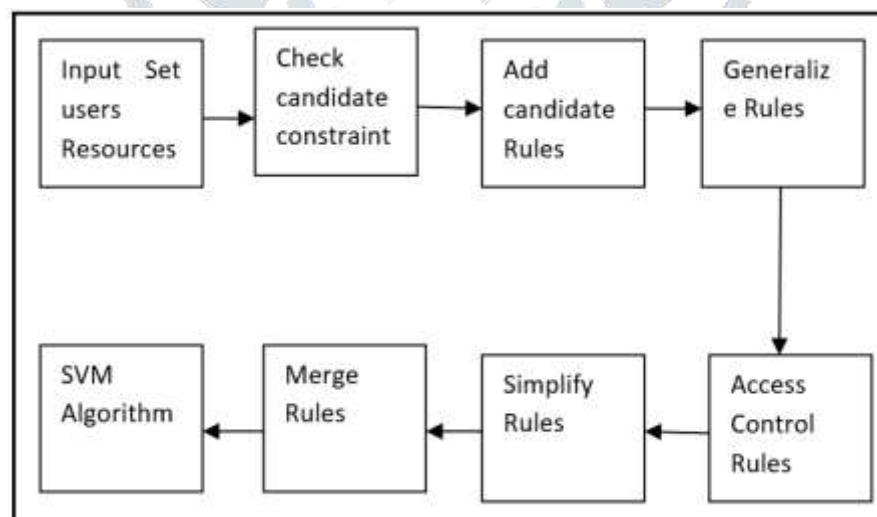 Input Set
users
Resources
Check
candidate
constraint
Add
candidate
Rules
Generaliz
e Rules
Access
Control
Rules
Simplify
Rules
Merge
Rules
SVM
Algorithm